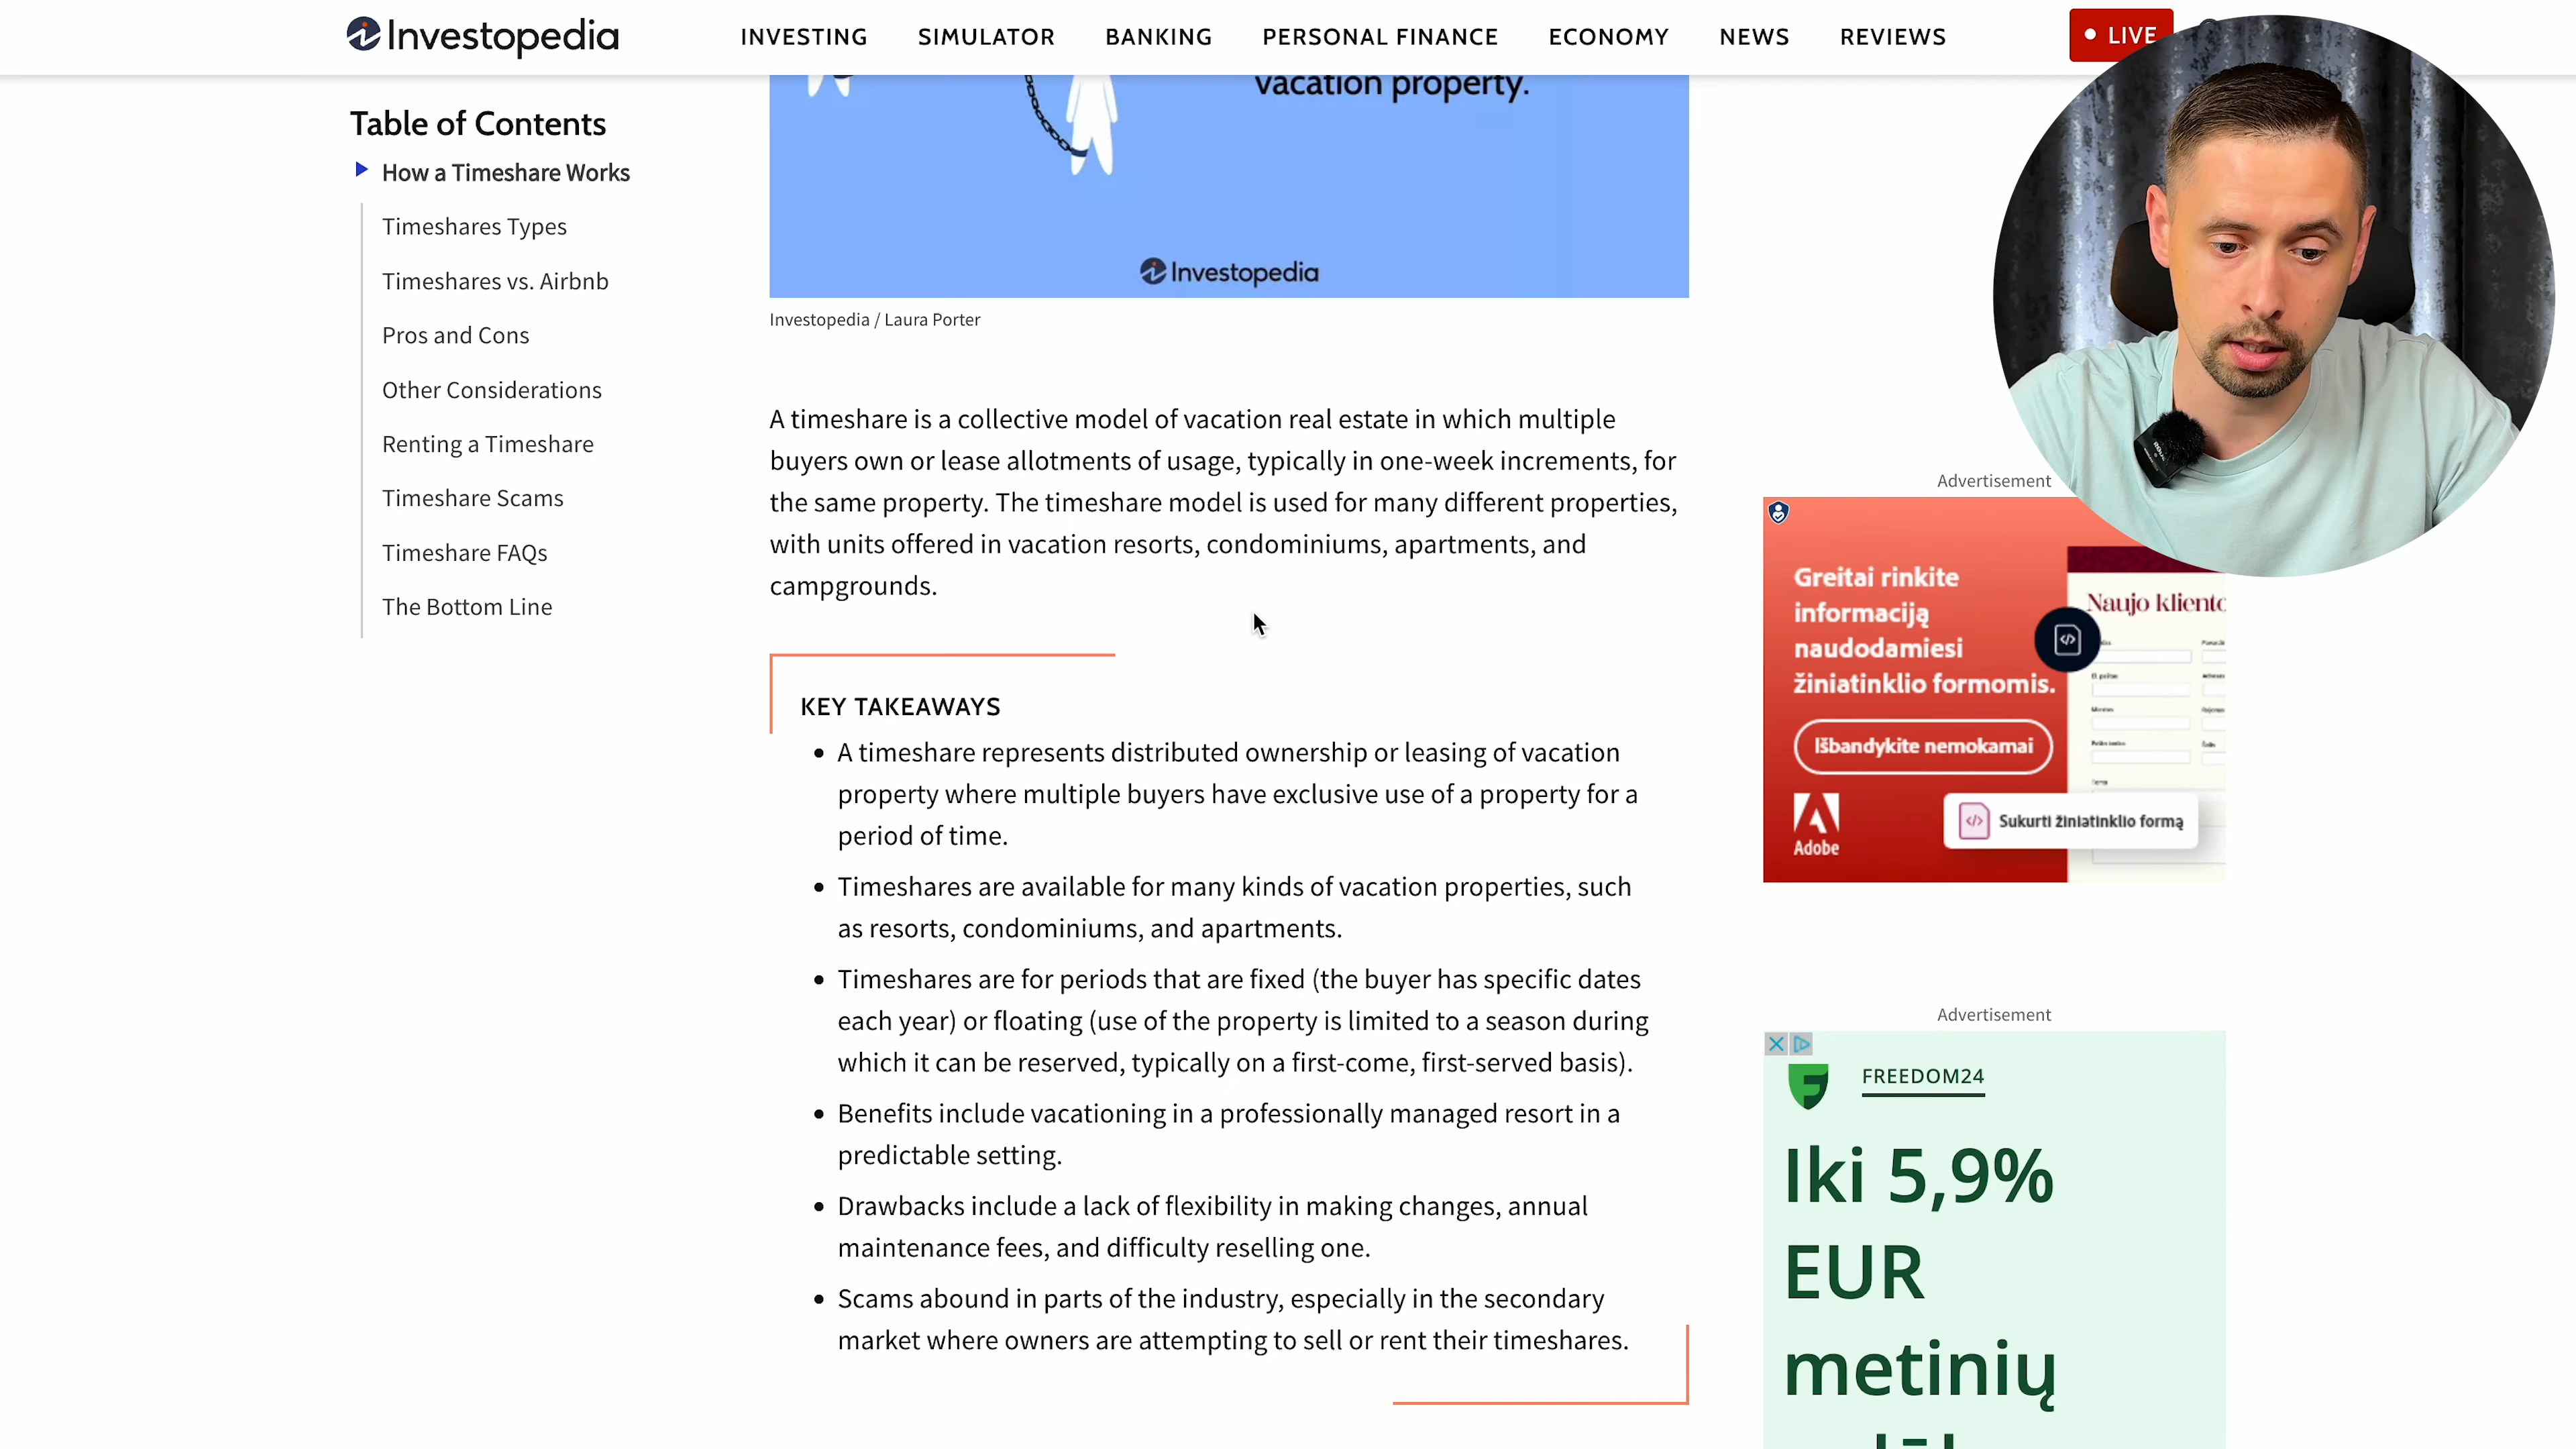 Investopedia
INVESTING
SIMULATOR
BANKING
PERSONAL FINANCE
ECONOMY
NEWS
REVIEWS
LIVE
Table of Contents
How a Timeshare Works
Timeshares Types
Timeshares vs. Airbnb
Pros and Cons
Other Considerations
Renting a Timeshare
Timeshare Scams
Timeshare FAQs
The Bottom Line
vacation property.
Investopedia
Investopedia / Laura Porter
A timeshare is a collective model of vacation real estate in which multiple
buyers own or lease allotments of usage, typically in one-week increments, for
the same property. The timeshare model is used for many different properties,
with units offered in vacation resorts, condominiums, apartments, and
campgrounds.
KEY TAKEAWAYS
• A timeshare represents distributed ownership or leasing of vacation
property where multiple buyers have exclusive use of a property for a
period of time.
• Timeshares are available for many kinds of vacation properties, such
as resorts, condominiums, and apartments.
• Timeshares are for periods that are fixed (the buyer has specific dates
each year) or floating (use of the property is limited to a season during
which it can be reserved, typically on a first-come, first-served basis).
• Benefits include vacationing in a professionally managed resort in a
predictable setting.
• Drawbacks include a lack of flexibility in making changes, annual
maintenance fees, and difficulty reselling one.
• Scams abound in parts of the industry, especially in the secondary
market where owners are attempting to sell or rent their timeshares.
Advertisement
Greitai rinkite
informaciją
naudodamiesi
žiniatinklio formomis.
Išbandykite nemokamai
Adobe
Naujo kliento
Sukurti žiniatinklio formą
Advertisement
FREEDOM24
Iki 5,9%
EUR
metinių